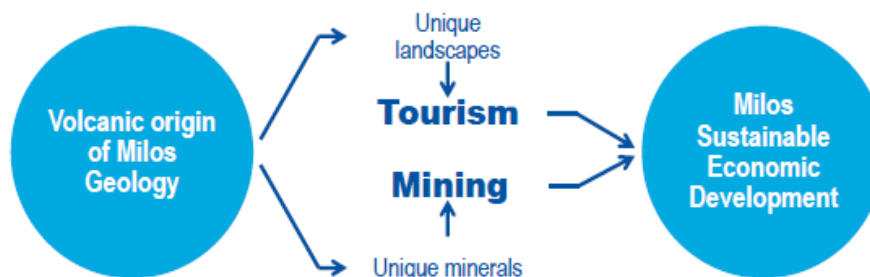 Volcanic origin
of Milos
Geology
Unique
landscapes
Tourism
Mining
Unique minerals
Milos
Sustainable
Economic
Development